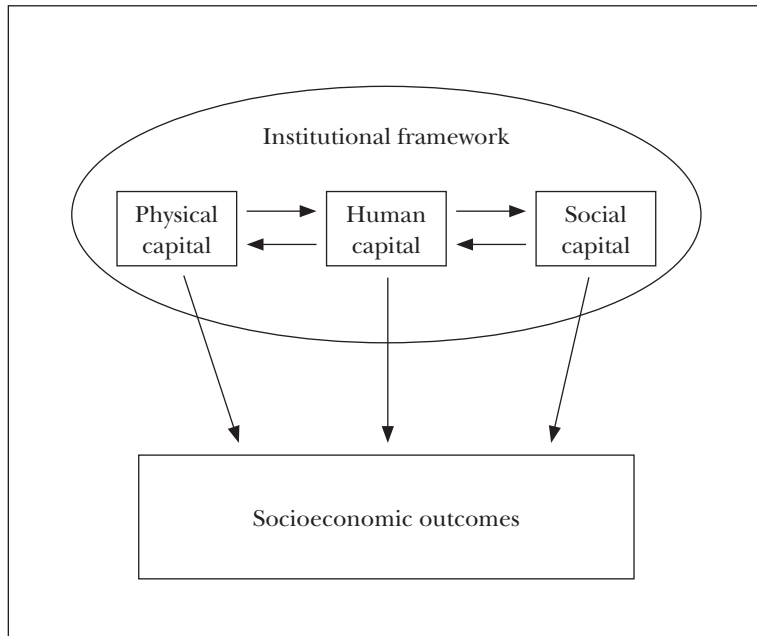 Institutional framework
Physical
capital
Human
capital
Social
capital
Socioeconomic outcomes